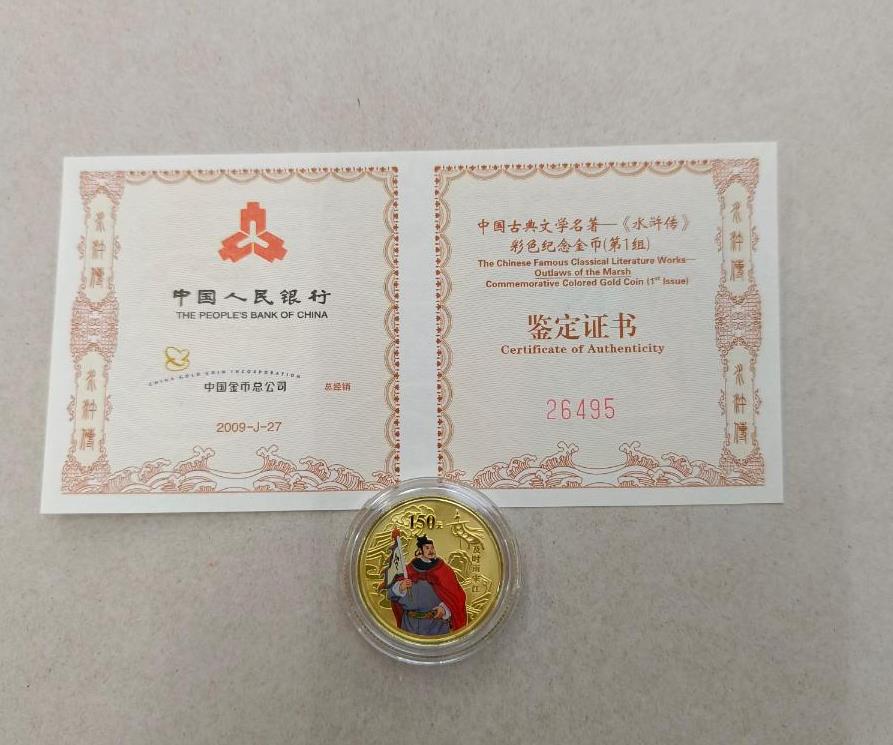 水浒傳
水浒傳
中国人民银行
THE PEOPLE'S BANK OF CHINA
CHINA GOLD COIN INCORPORATION
中国金币总公司
总经销
2009-J-27
中国古典文学名著—《水浒传》
彩色纪念金币(第1组)
The Chinese Famous Classical Literature Works—
Outlaws of the Marsh
Commemorative Colored Gold Coin (1st Issue)
鉴定证书
Certificate of Authenticity
26495
水浒傳
水浒傳
150元
及时雨宋江